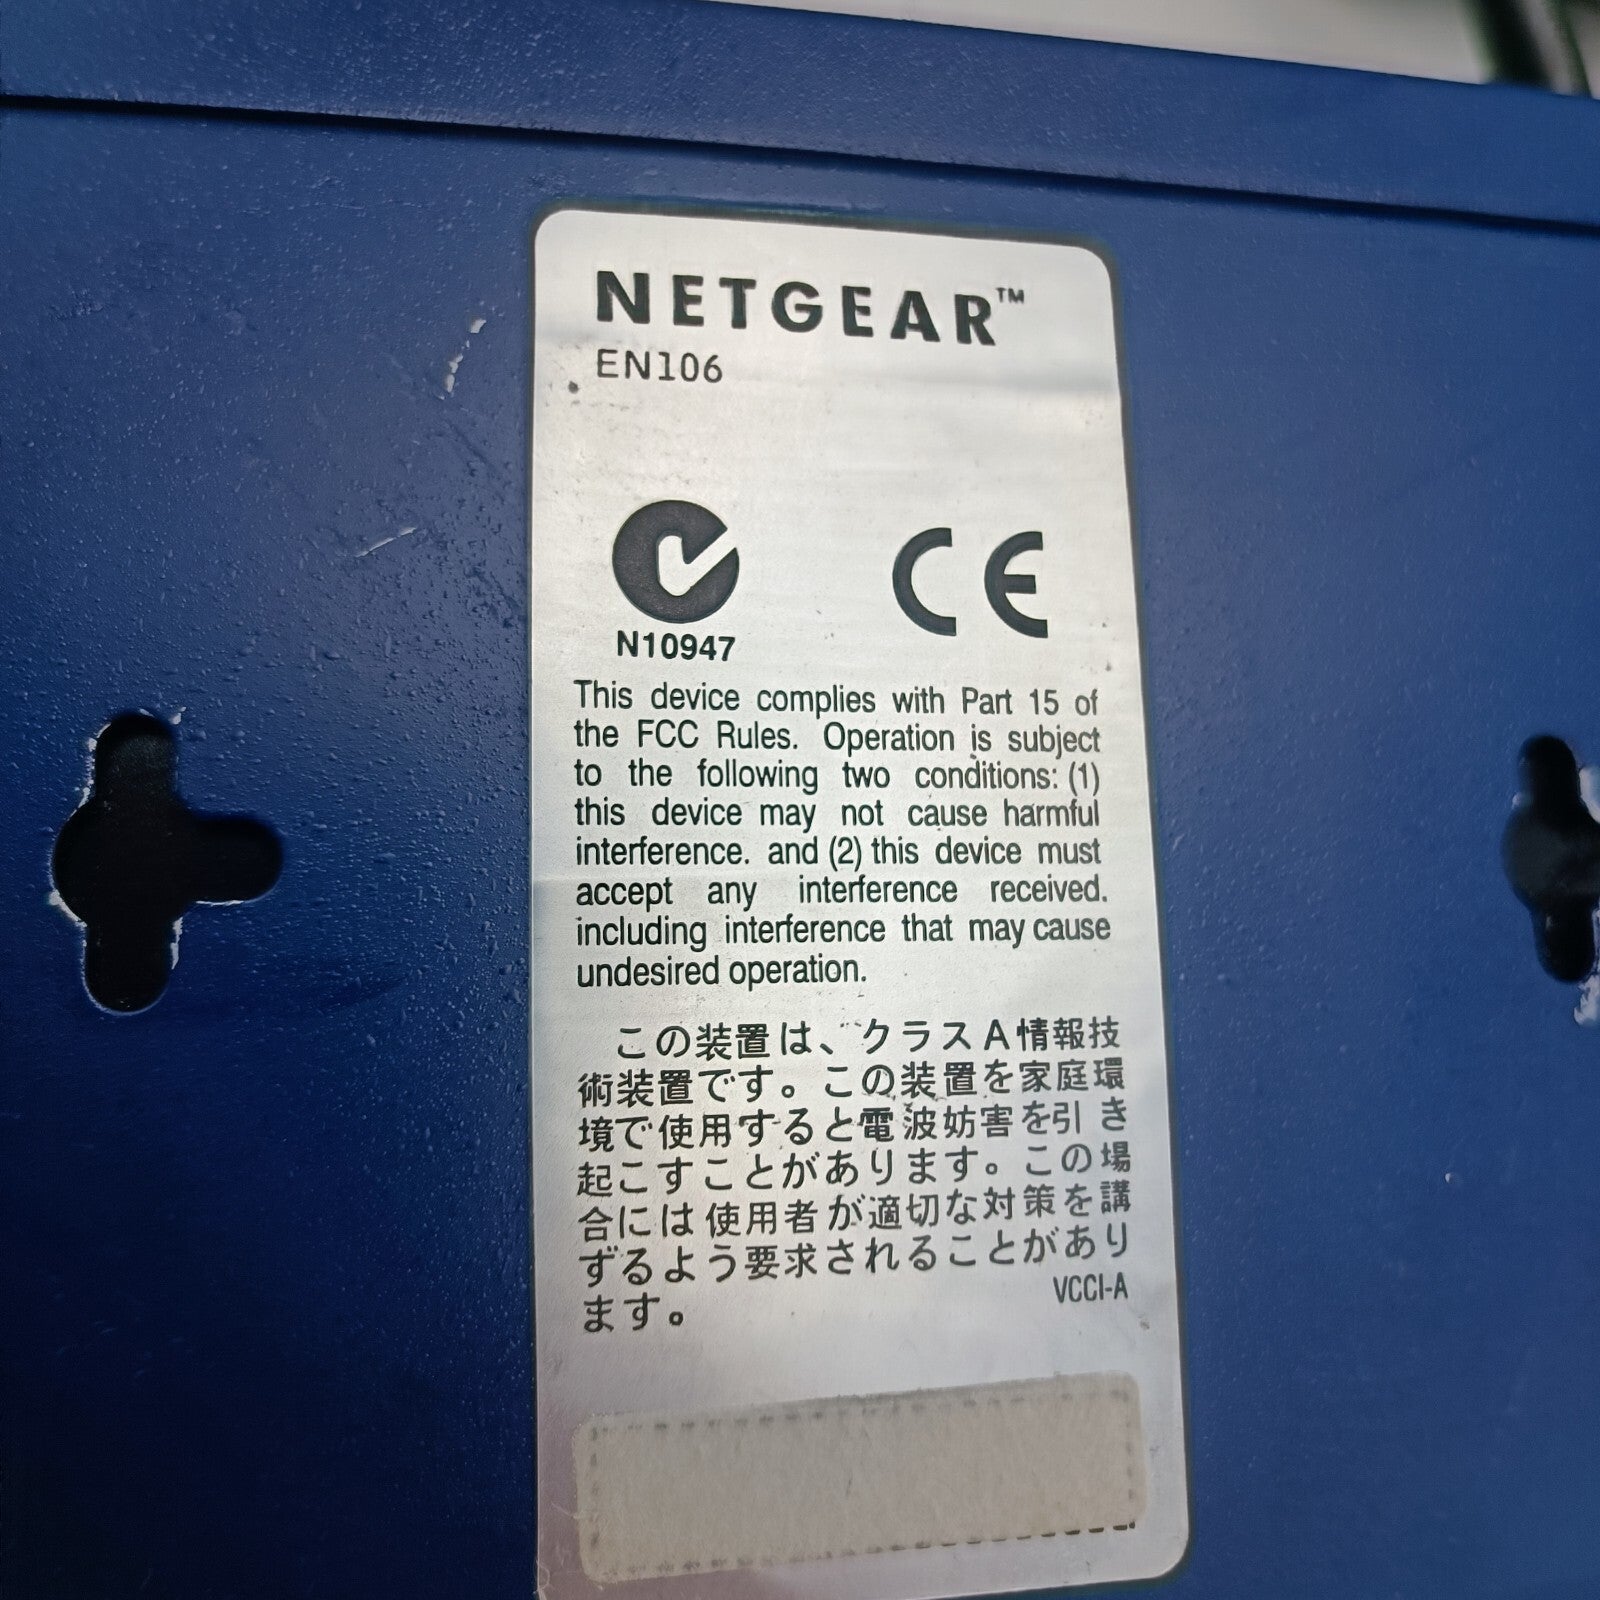 NETGEAR™
EN106
N10947
CE
This device complies with Part 15 of
the FCC Rules. Operation is subject
to the following two conditions: (1)
this device may not cause harmful
interference. and (2) this device must
accept any interference received.
including interference that may cause
undesired operation.
この装置は、クラスA情報技
術装置です。この装置を家庭環
境で使用すると電波妨害を引き
起こすことがあります。この場
合には使用者が適切な対策を講
ずるよう要求されることがあり
ます。
VCCI-A